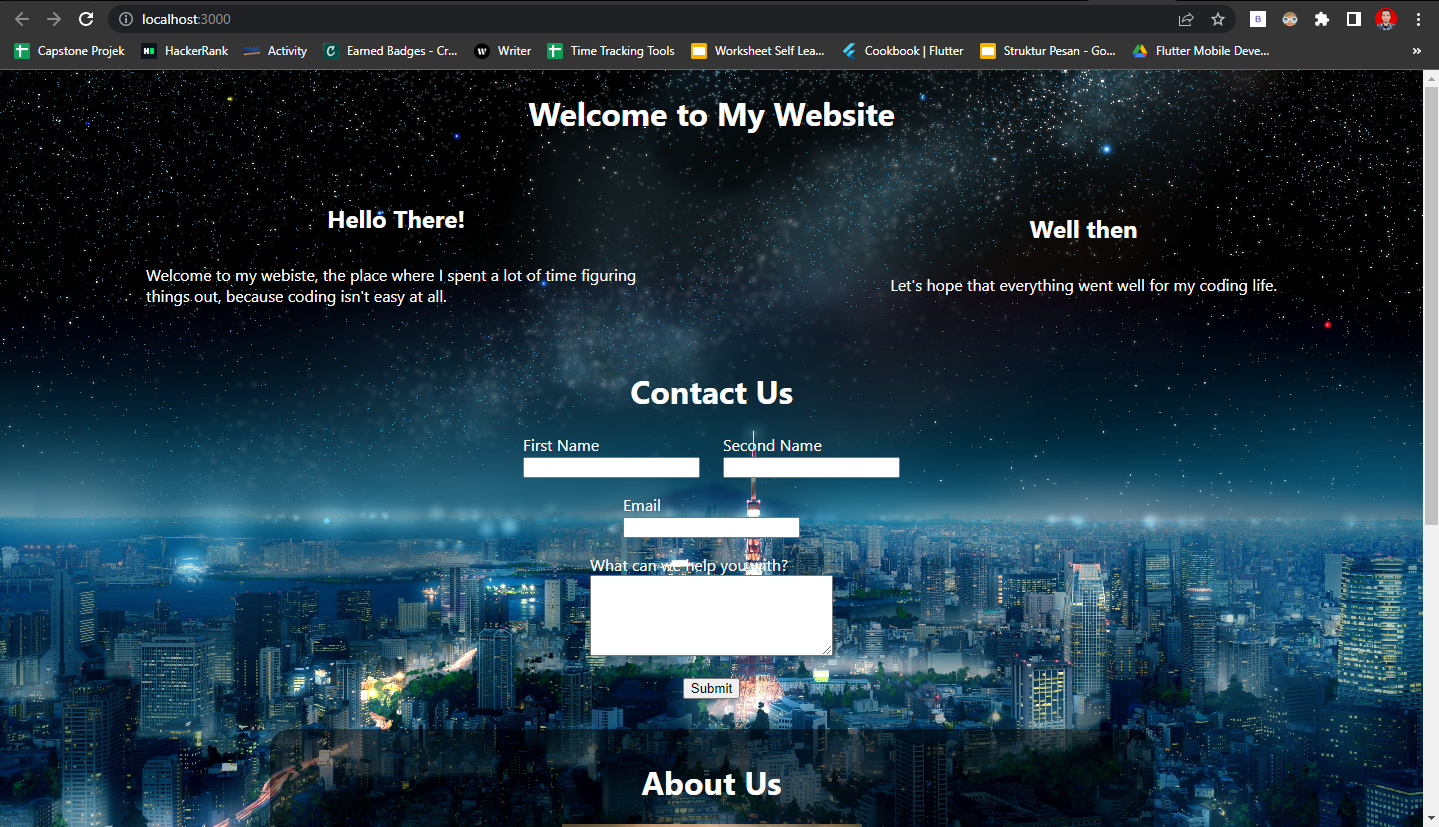 localhost:3000
Capstone Projek
HackerRank
Activity
Earned Badges - Cr...
Writer
Time Tracking Tools
Worksheet Self Lea...
Cookbook | Flutter
Struktur Pesan - Go...
Flutter Mobile Deve...
»
Welcome to My Website
Hello There!
Welcome to my webiste, the place where I spent a lot of time figuring
things out, because coding isn't easy at all.
Well then
Let's hope that everything went well for my coding life.
Contact Us
First Name
Second Name
Email
What can we help you with?
Submit
About Us